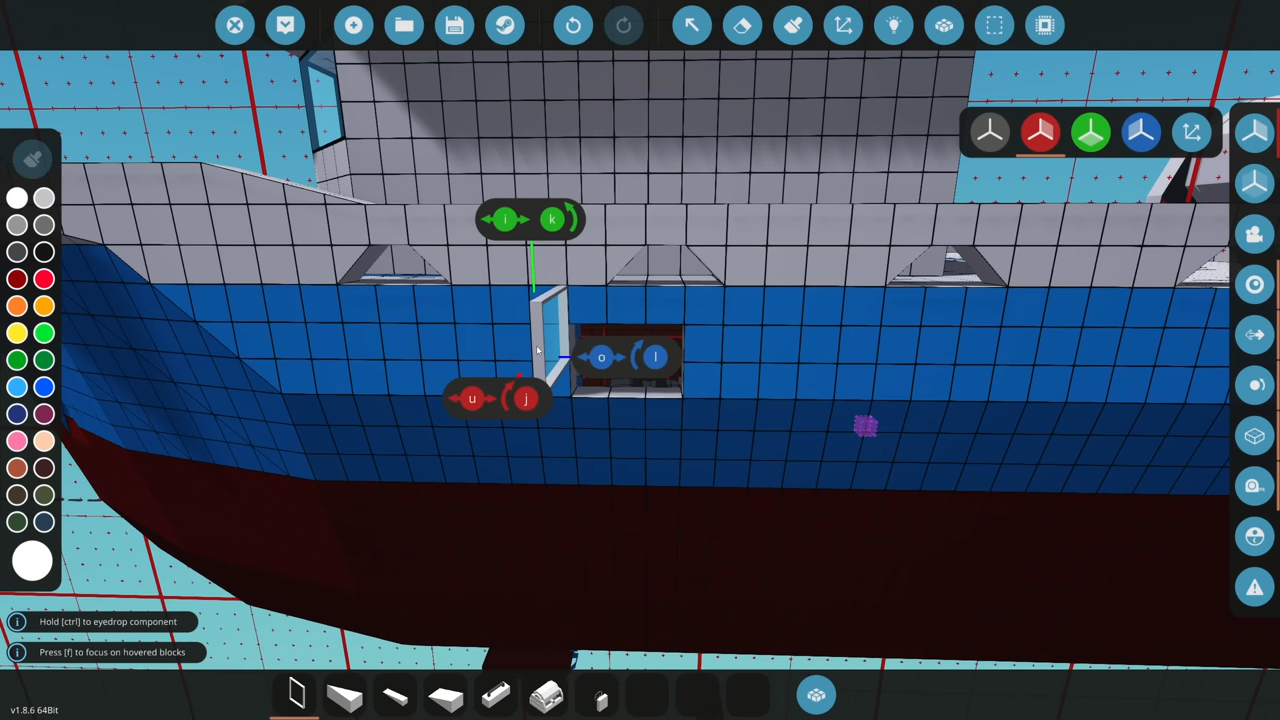 i k
o l
u j
Hold [ctrl] to eyedrop component
Press [f] to focus on hovered blocks
v1.8.6 64Bit